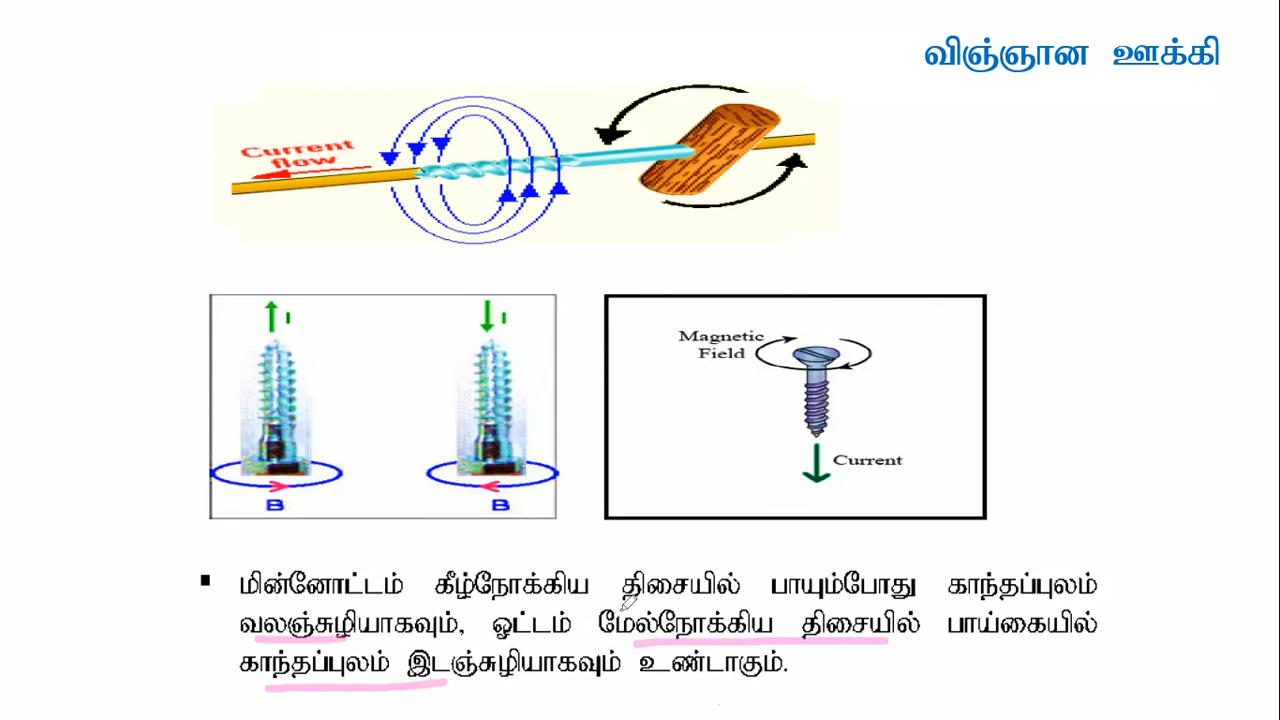 விஞ்ஞான ஊக்கி
Current
flow
I
I
B
B
Magnetic
Field
Current
▪ மின்னோட்டம் கீழ்நோக்கிய திசையில் பாயும்போது காந்தப்புலம்
வலஞ்சுழியாகவும், ஓட்டம் மேல்நோக்கிய திசையில் பாய்கையில்
காந்தப்புலம் இடஞ்சுழியாகவும் உண்டாகும்.